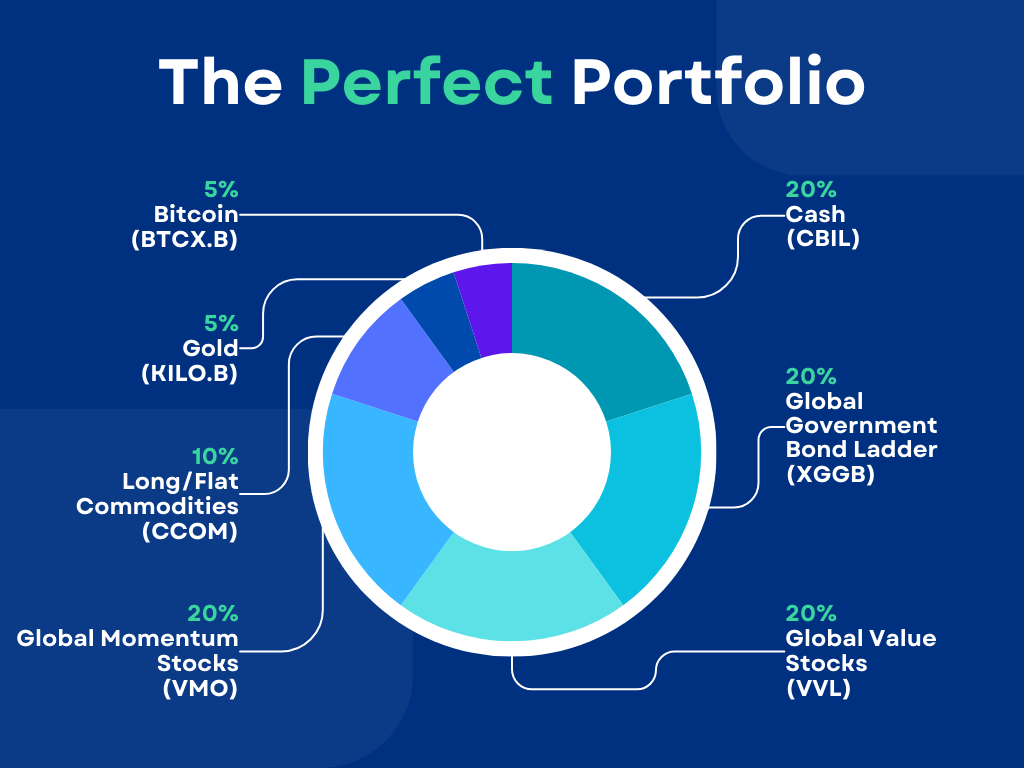 The Perfect Portfolio
5%
Bitcoin
(BTCX.B)
5%
Gold
(KILO.B)
10%
Long/Flat
Commodities
(CCOM)
20%
Global Momentum
Stocks
(VMO)
20%
Cash
(CBIL)
20%
Global
Government
Bond Ladder
(XGGB)
20%
Global Value
Stocks
(VVL)